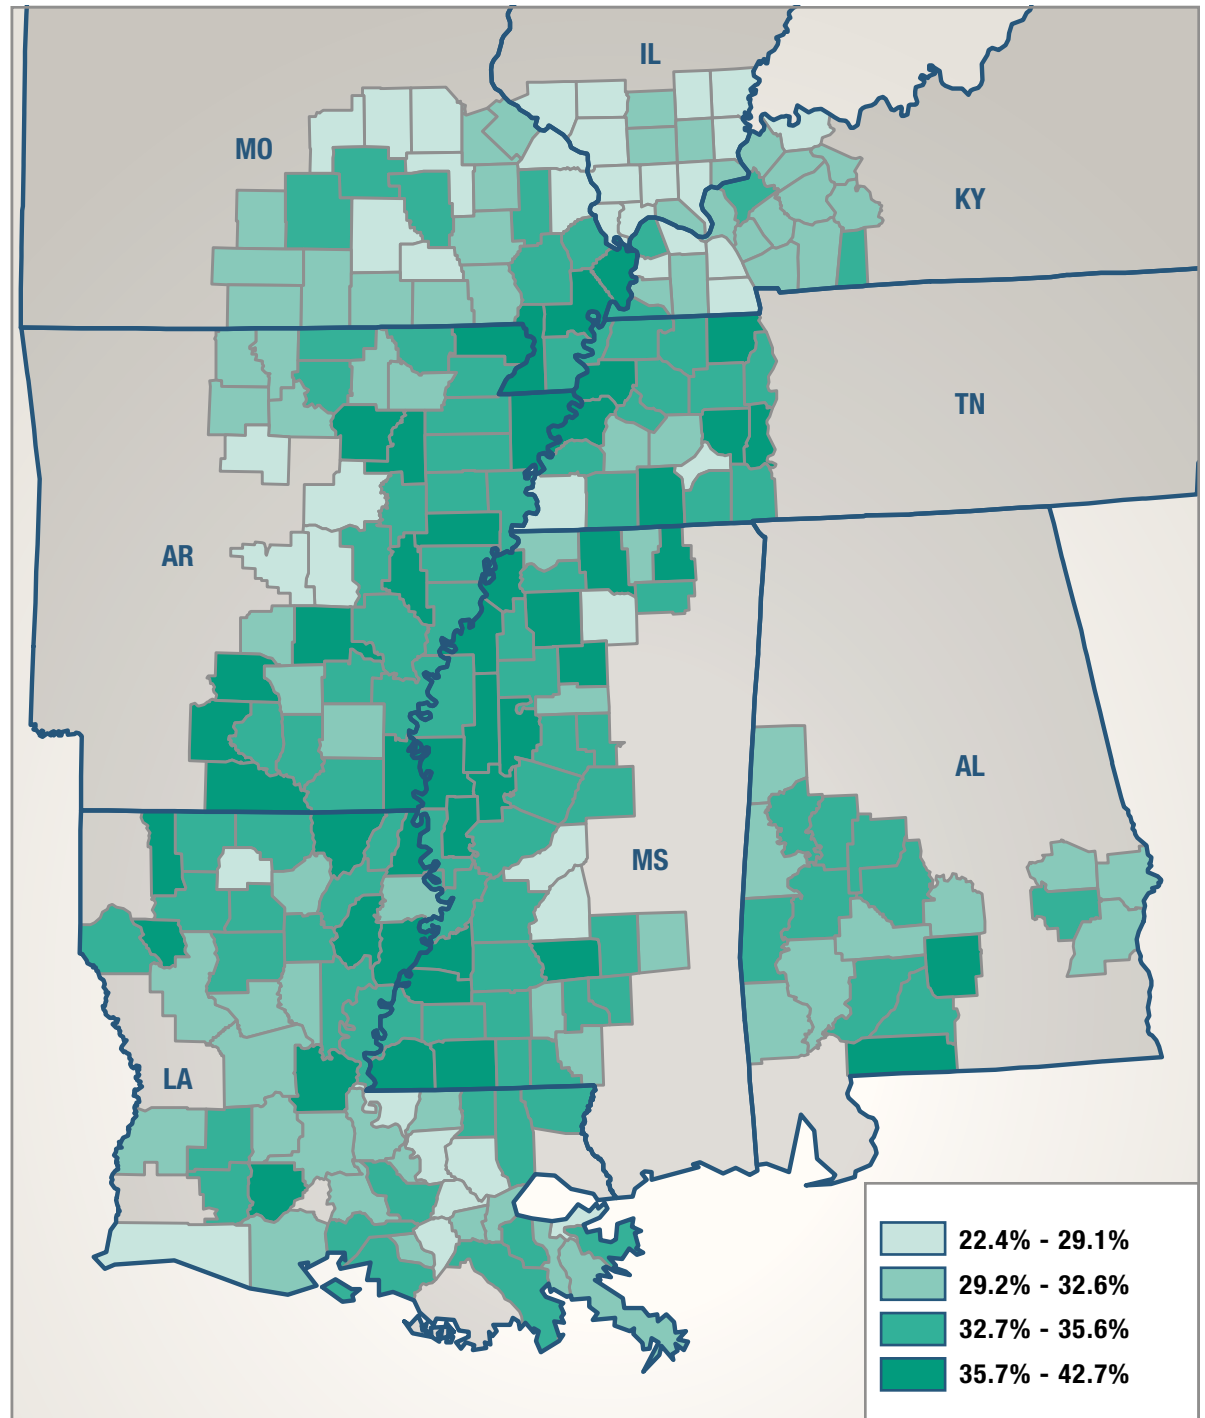 IL
MO
KY
TN
AR
AL
MS
LA
22.4% - 29.1%
29.2% - 32.6%
32.7% - 35.6%
35.7% - 42.7%